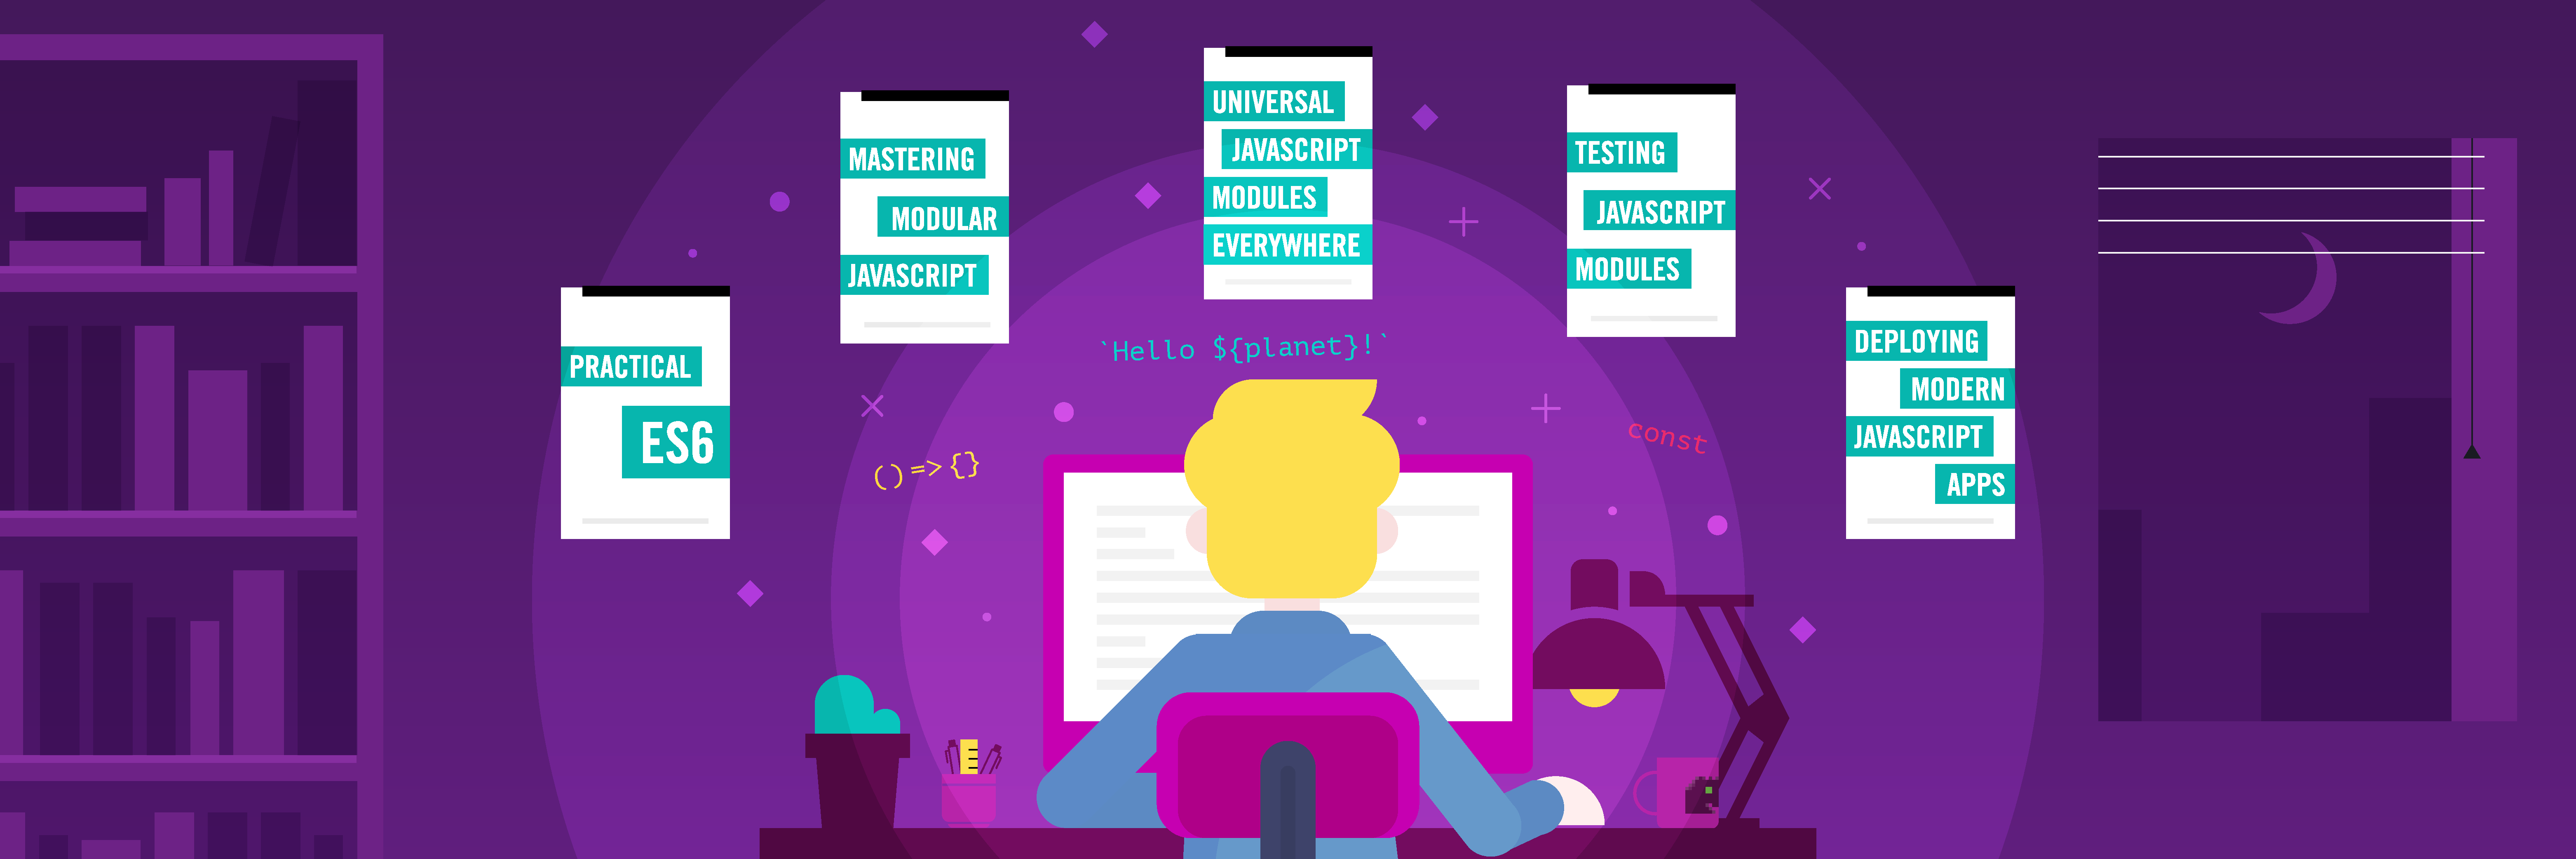 PRACTICAL
ES6
MASTERING
MODULAR
JAVASCRIPT
UNIVERSAL
JAVASCRIPT
MODULES
EVERYWHERE
TESTING
JAVASCRIPT
MODULES
DEPLOYING
MODERN
JAVASCRIPT
APPS
`Hello ${planet}!`
() => {}
const